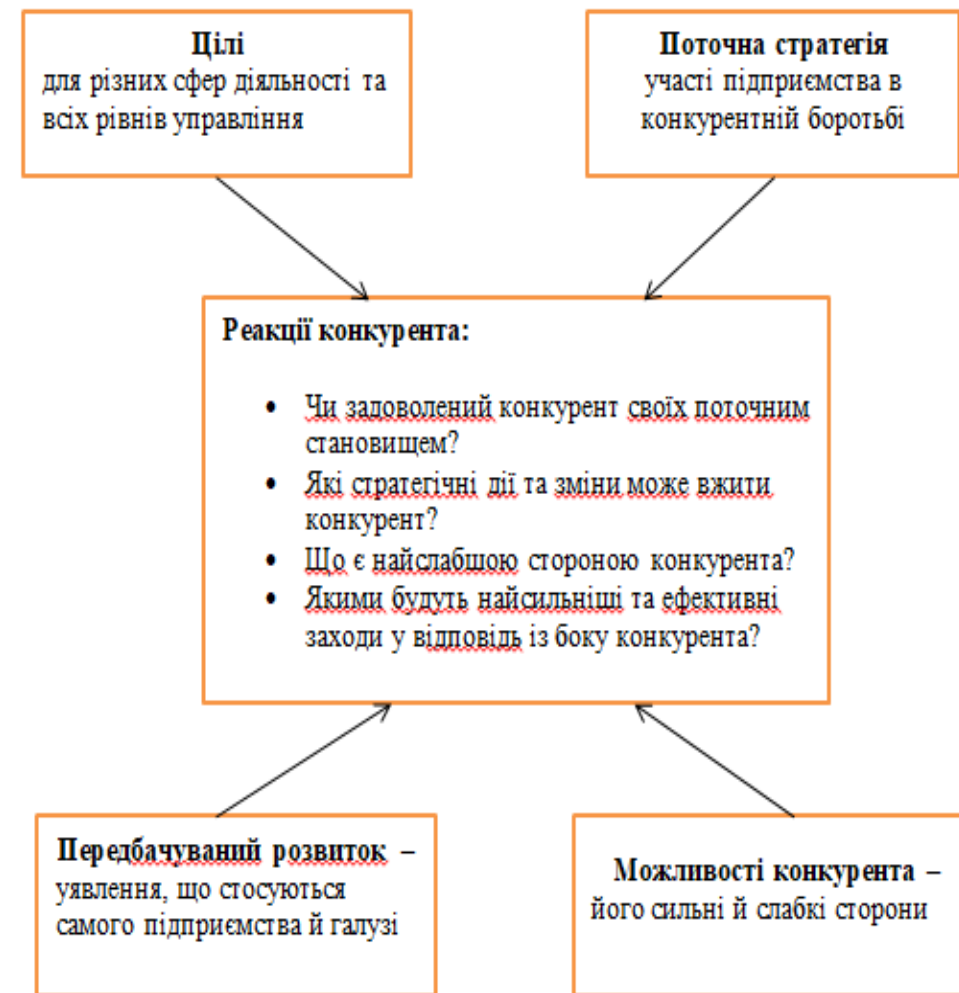 Цілі
для різних сфер діяльності та
всіх рівнів управління
Поточна стратегія
участі підприємства в
конкурентній боротьбі
Реакції конкурента:
• Чи задоволений конкурент своїх поточним
становищем?
• Які стратегічні дії та зміни може вжити
конкурент?
• Що є найслабшою стороною конкурента?
• Якими будуть найсильніші та ефективні
заходи у відповідь із боку конкурента?
Передбачуваний розвиток –
уявлення, що стосуються
самого підприємства й галузі
Можливості конкурента –
його сильні й слабкі сторони